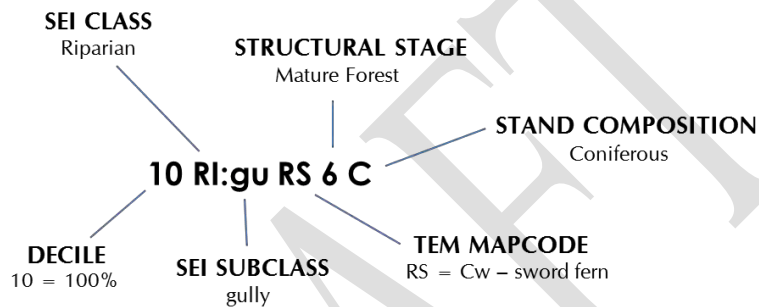 SEI CLASS
Riparian
STRUCTURAL STAGE
Mature Forest
STAND COMPOSITION
Coniferous
10 RI:gu RS 6 C
DECILE
10 = 100%
SEI SUBCLASS
gully
TEM MAPCODE
RS = Cw – sword fern